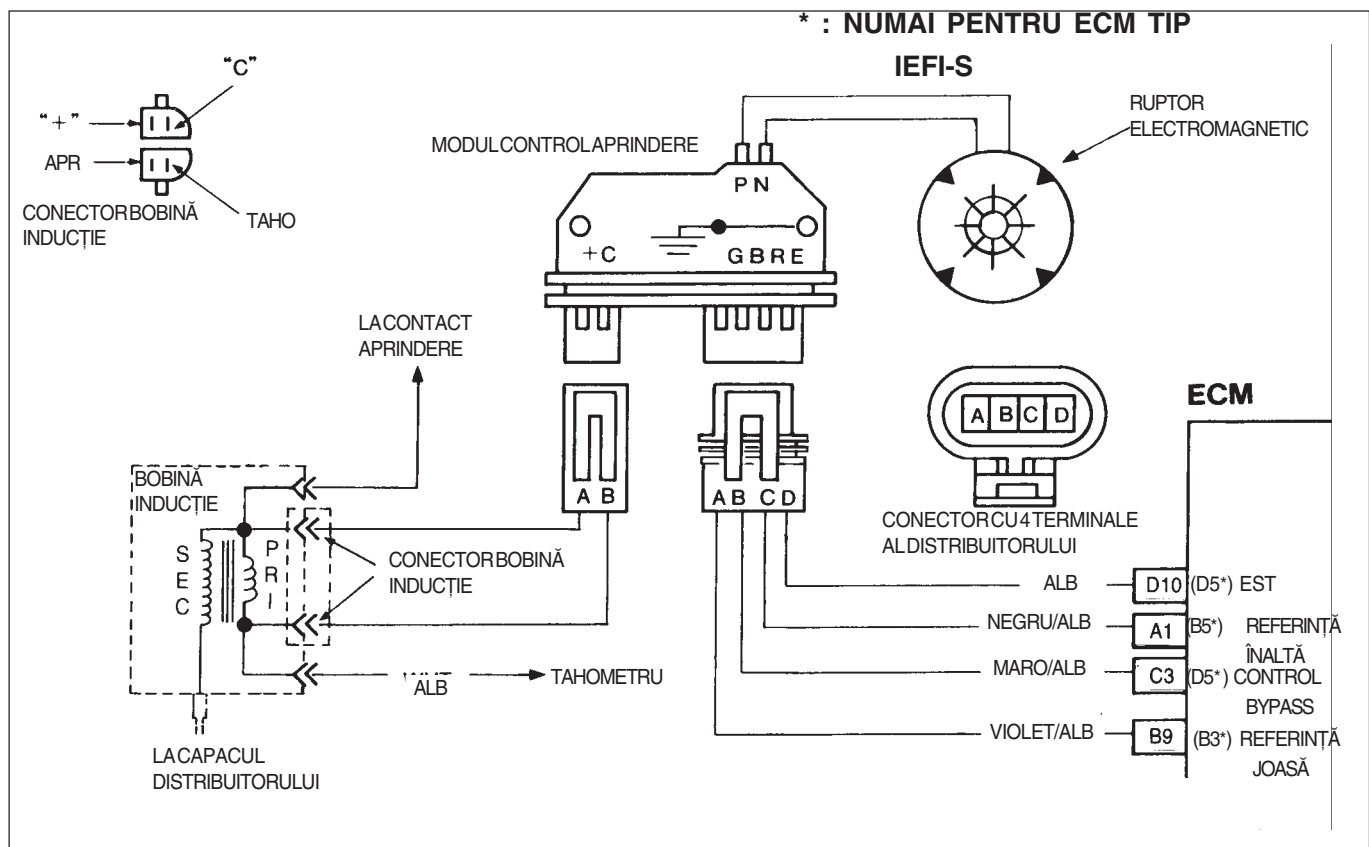 * : NUMAI PENTRU ECM TIP
IEFI-S
"C"
"+"
APR
CONECTOR BOBINĂ
INDUCȚIE
TAHO
MODUL CONTROL APRINDERE
P N
+ C
G B R E
RUPTOR
ELECTROMAGNETIC
LA CONTACT
APRINDERE
A B
A B C D
A B C D
CONECTOR CU 4 TERMINALE
AL DISTRIBUITORULUI
ECM
BOBINĂ
INDUCȚIE
SEC
PRI
CONECTOR BOBINĂ
INDUCȚIE
ALB
TAHOMETRU
LA CAPACUL
DISTRIBUITORULUI
ALB D10 (D5*) EST
NEGRU/ALB A1 (B5*) REFERINȚĂ
ÎNALTĂ
MARO/ALB C3 (D5*) CONTROL
BYPASS
VIOLET/ALB B9 (B3*) REFERINȚĂ
JOASĂ